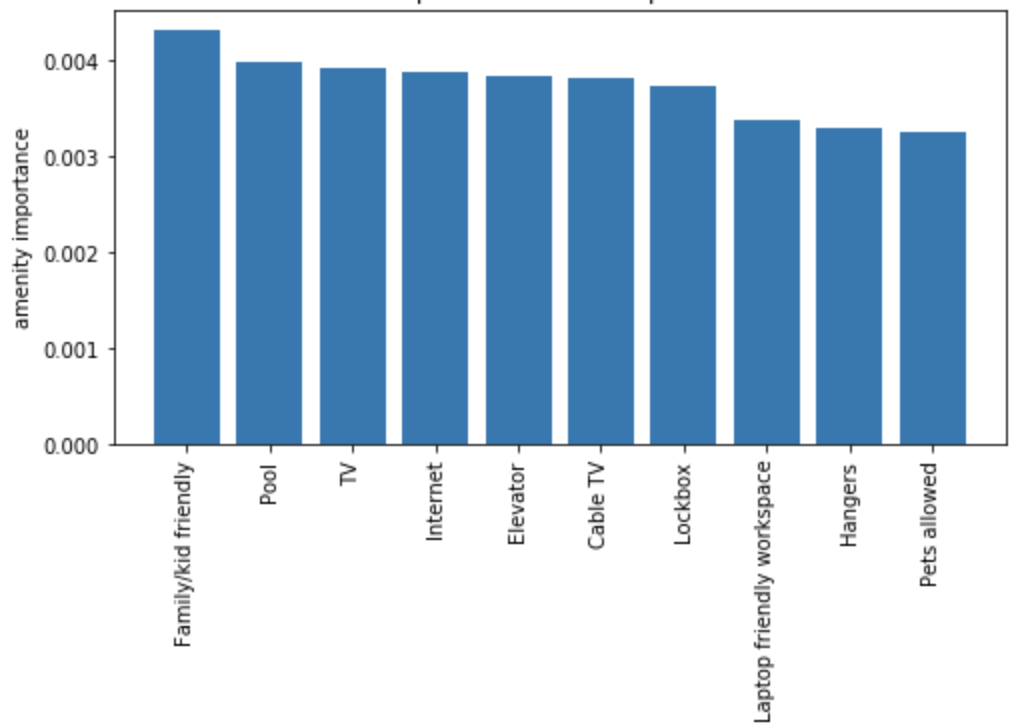 0.004
0.003
0.002
0.001
0.000
amenity importance
Family/kid friendly
Pool
TV
Internet
Elevator
Cable TV
Lockbox
Laptop friendly workspace
Hangers
Pets allowed